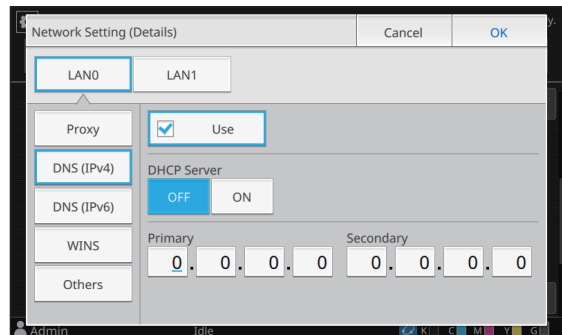 y.
Network Setting (Details) Cancel OK
LAN0 LAN1
Proxy Use
DNS (IPv4) DHCP Server
OFF ON
DNS (IPv6)
WINS Primary Secondary
0 . 0 . 0 . 0 0 . 0 . 0 . 0
Others
Admin Idle K C M Y G